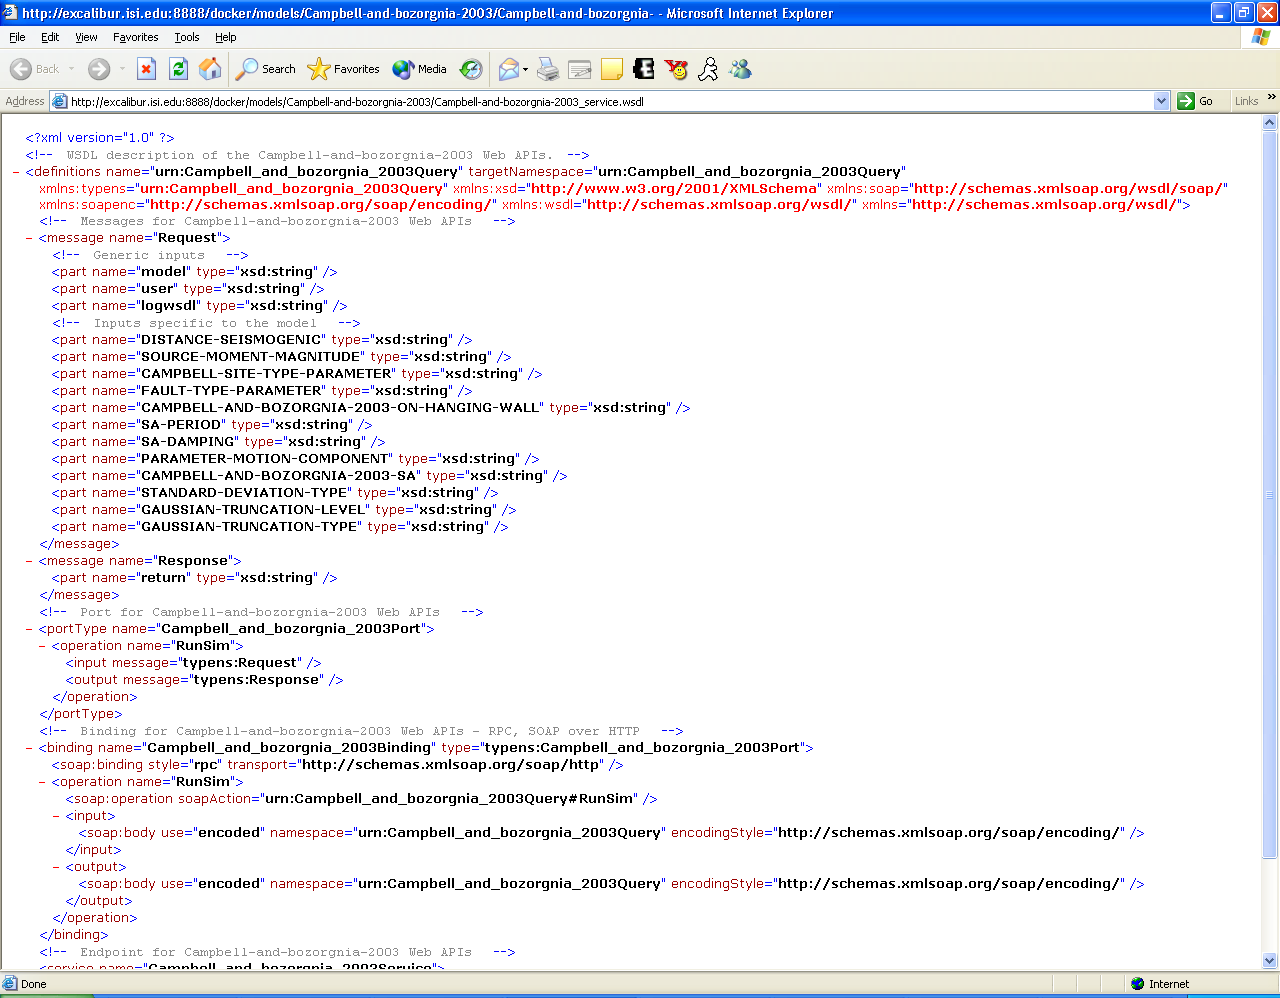 http://excalibur.isi.edu:8888/docker/models/Campbell-and-bozorgnia-2003/Campbell-and-bozorgnia- - Microsoft Internet Explorer
File Edit View Favorites Tools Help
Back Search Favorites Media
Address http://excalibur.isi.edu:8888/docker/models/Campbell-and-bozorgnia-2003/Campbell-and-bozorgnia-2003_service.wsdl Go Links »
<?xml version="1.0" ?>
<!-- WSDL description of the Campbell-and-bozorgnia-2003 Web APIs. -->
- <definitions name="urn:Campbell_and_bozorgnia_2003Query" targetNamespace="urn:Campbell_and_bozorgnia_2003Query"
xmlns:typens="urn:Campbell_and_bozorgnia_2003Query" xmlns:xsd="http://www.w3.org/2001/XMLSchema" xmlns:soap="http://schemas.xmlsoap.org/wsdl/soap/"
xmlns:soapenc="http://schemas.xmlsoap.org/soap/encoding/" xmlns:wsdl="http://schemas.xmlsoap.org/wsdl/" xmlns="http://schemas.xmlsoap.org/wsdl/">
<!-- Messages for Campbell-and-bozorgnia-2003 Web APIs -->
- <message name="Request">
<!-- Generic inputs -->
<part name="model" type="xsd:string" />
<part name="user" type="xsd:string" />
<part name="logwsdl" type="xsd:string" />
<!-- Inputs specific to the model -->
<part name="DISTANCE-SEISMOGENIC" type="xsd:string" />
<part name="SOURCE-MOMENT-MAGNITUDE" type="xsd:string" />
<part name="CAMPBELL-SITE-TYPE-PARAMETER" type="xsd:string" />
<part name="FAULT-TYPE-PARAMETER" type="xsd:string" />
<part name="CAMPBELL-AND-BOZORGNIA-2003-ON-HANGING-WALL" type="xsd:string" />
<part name="SA-PERIOD" type="xsd:string" />
<part name="SA-DAMPING" type="xsd:string" />
<part name="PARAMETER-MOTION-COMPONENT" type="xsd:string" />
<part name="CAMPBELL-AND-BOZORGNIA-2003-SA" type="xsd:string" />
<part name="STANDARD-DEVIATION-TYPE" type="xsd:string" />
<part name="GAUSSIAN-TRUNCATION-LEVEL" type="xsd:string" />
<part name="GAUSSIAN-TRUNCATION-TYPE" type="xsd:string" />
</message>
- <message name="Response">
<part name="return" type="xsd:string" />
</message>
<!-- Port for Campbell-and-bozorgnia-2003 Web APIs -->
- <portType name="Campbell_and_bozorgnia_2003Port">
- <operation name="RunSim">
<input message="typens:Request" />
<output message="typens:Response" />
</operation>
</portType>
<!-- Binding for Campbell-and-bozorgnia-2003 Web APIs - RPC, SOAP over HTTP -->
- <binding name="Campbell_and_bozorgnia_2003Binding" type="typens:Campbell_and_bozorgnia_2003Port">
<soap:binding style="rpc" transport="http://schemas.xmlsoap.org/soap/http" />
- <operation name="RunSim">
<soap:operation soapAction="urn:Campbell_and_bozorgnia_2003Query#RunSim" />
- <input>
<soap:body use="encoded" namespace="urn:Campbell_and_bozorgnia_2003Query" encodingStyle="http://schemas.xmlsoap.org/soap/encoding/" />
</input>
- <output>
<soap:body use="encoded" namespace="urn:Campbell_and_bozorgnia_2003Query" encodingStyle="http://schemas.xmlsoap.org/soap/encoding/" />
</output>
</operation>
</binding>
<!-- Endpoint for Campbell-and-bozorgnia-2003 Web APIs -->
- <service name="Campbell_and_bozorgnia_2003Service">
Done Internet